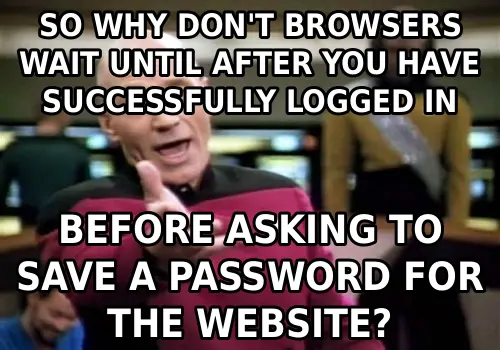 SO WHY DON'T BROWSERS
WAIT UNTIL AFTER YOU HAVE
SUCCESSFULLY LOGGED IN
BEFORE ASKING TO
SAVE A PASSWORD FOR
THE WEBSITE?